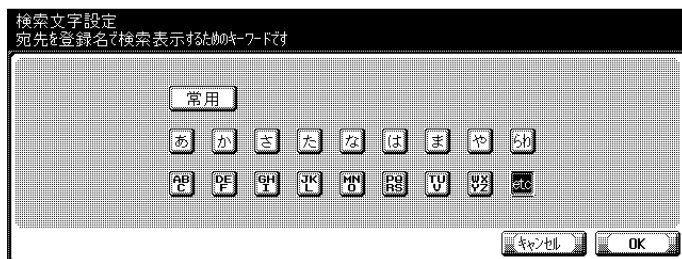 検索文字設定
宛先を登録名で検索表示するためのキーワードです
常用
あ か さ た な は ま や らわ
ABC DEF GHI JKL MNO PQRS TUV WXYZ etc
キャンセル OK